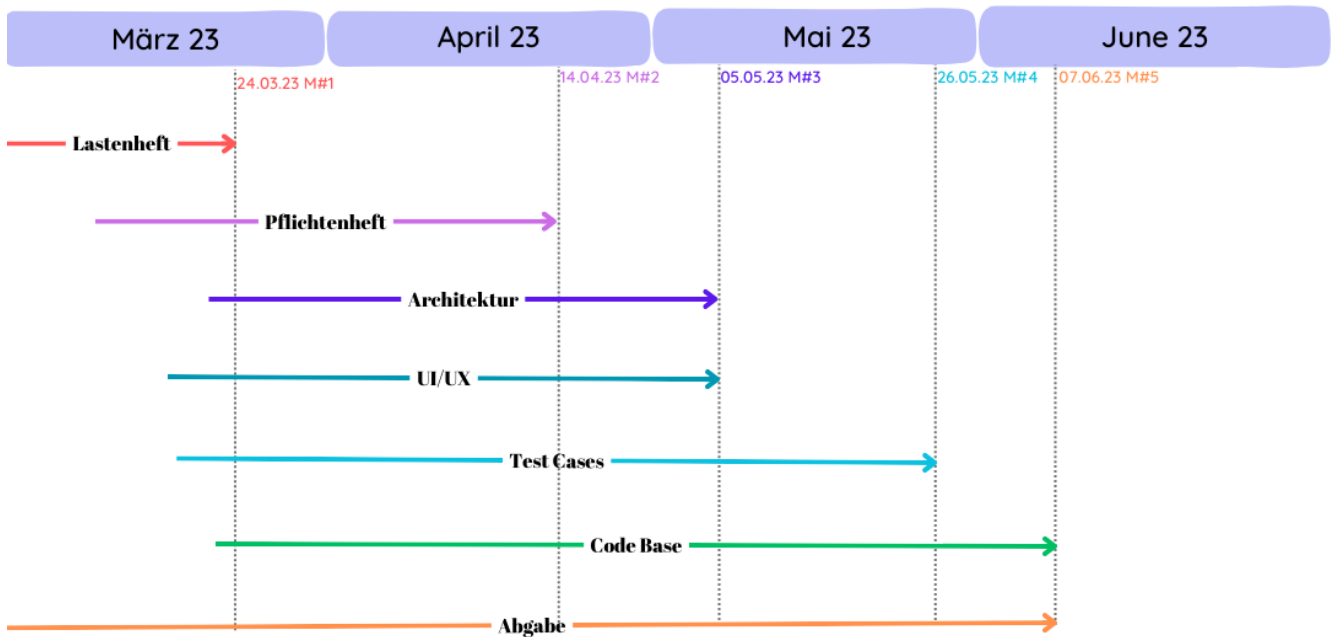 März 23 April 23 Mai 23 June 23
24.03.23 M#1 14.04.23 M#2 05.05.23 M#3 26.05.23 M#4 07.06.23 M#5
Lastenheft
Pflichtenheft
Architektur
UI/UX
Test Cases
Code Base
Abgabe